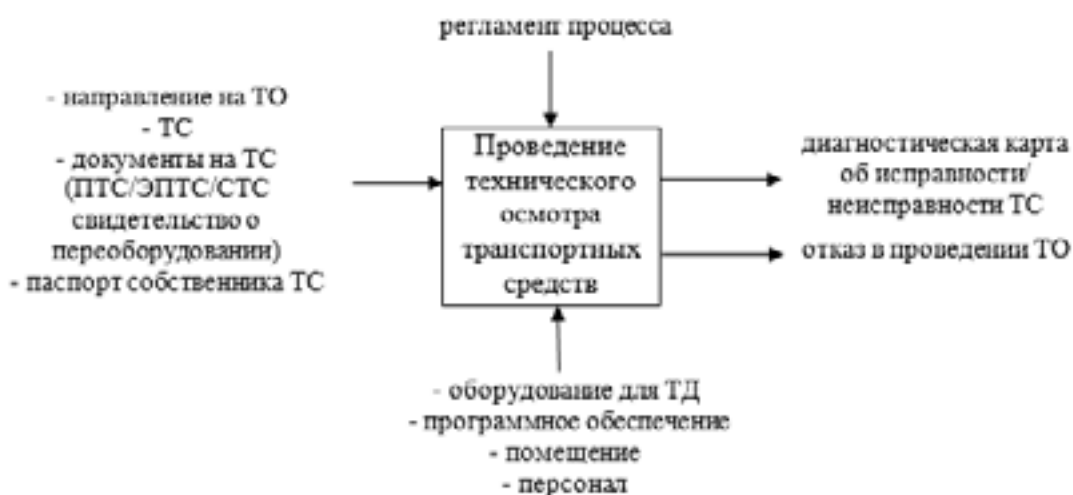 регламент процесса
- направление на ТО
- ТС
- документы на ТС
(ПТС/ЭПТС/СТС
свидетельство о
переоборудовании)
- паспорт собственника ТС
Проведение
технического
осмотра
транспортных
средств
диагностическая карта
об исправности/
неисправности ТС
отказ в проведении ТО
- оборудование для ТД
- программное обеспечение
- помещение
- персонал